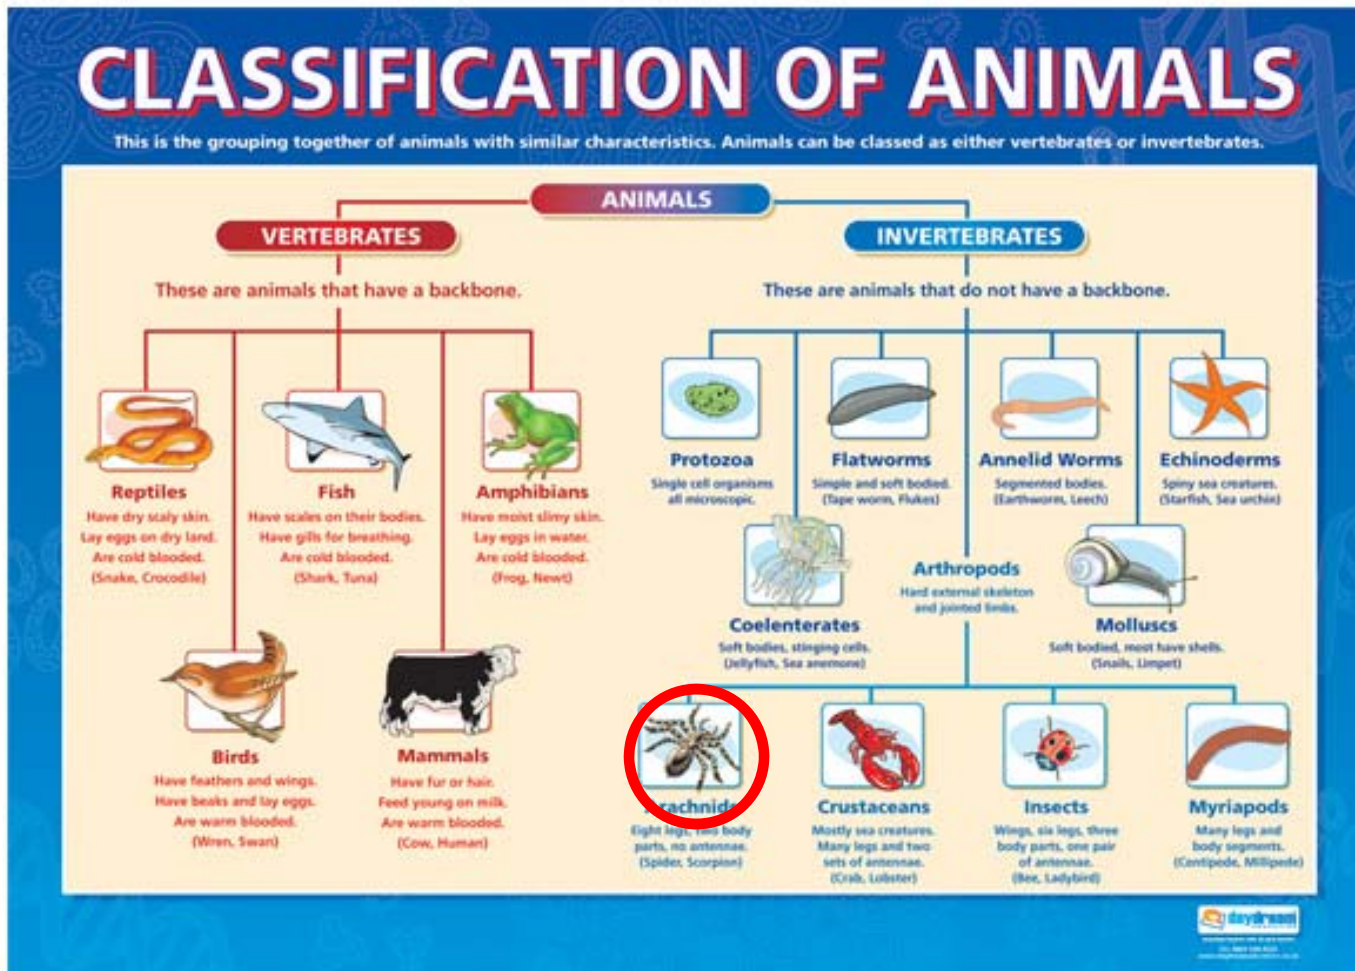 CLASSIFICATION OF ANIMALS
This is the grouping together of animals with similar characteristics. Animals can be classed as either vertebrates or invertebrates.
ANIMALS
VERTEBRATES
These are animals that have a backbone.
Reptiles
Have dry scaly skin.
Lay eggs on dry land.
Are cold blooded.
(Snake, Crocodile)
Fish
Have scales on their bodies.
Have gills for breathing.
Are cold blooded.
(Shark, Tuna)
Amphibians
Have moist slimy skin.
Lay eggs in water.
Are cold blooded.
(Frog, Newt)
Birds
Have feathers and wings.
Have beaks and lay eggs.
Are warm blooded.
(Wren, Swan)
Mammals
Have fur or hair.
Feed young on milk.
Are warm blooded.
(Cow, Human)
INVERTEBRATES
These are animals that do not have a backbone.
Protozoa
Single cell organisms
all microscopic.
Flatworms
Simple and soft bodied.
(Tape worm, Flukes)
Annelid Worms
Segmented bodies.
(Earthworm, Leech)
Echinoderms
Spiny sea creatures.
(Starfish, Sea urchin)
Coelenterates
Soft bodies, stinging cells.
(Jellyfish, Sea anemone)
Arthropods
Hard external skeleton
and jointed limbs.
Molluscs
Soft bodied, most have shells.
(Snails, Limpet)
Arachnids
Eight legs, two body
parts, no antennae.
(Spider, Scorpion)
Crustaceans
Mostly sea creatures.
Many legs and two
sets of antennae.
(Crab, Lobster)
Insects
Wings, six legs, three
body parts, one pair
of antennae.
(Bee, Ladybird)
Myriapods
Many legs and
body segments.
(Centipede, Millipede)
daydream